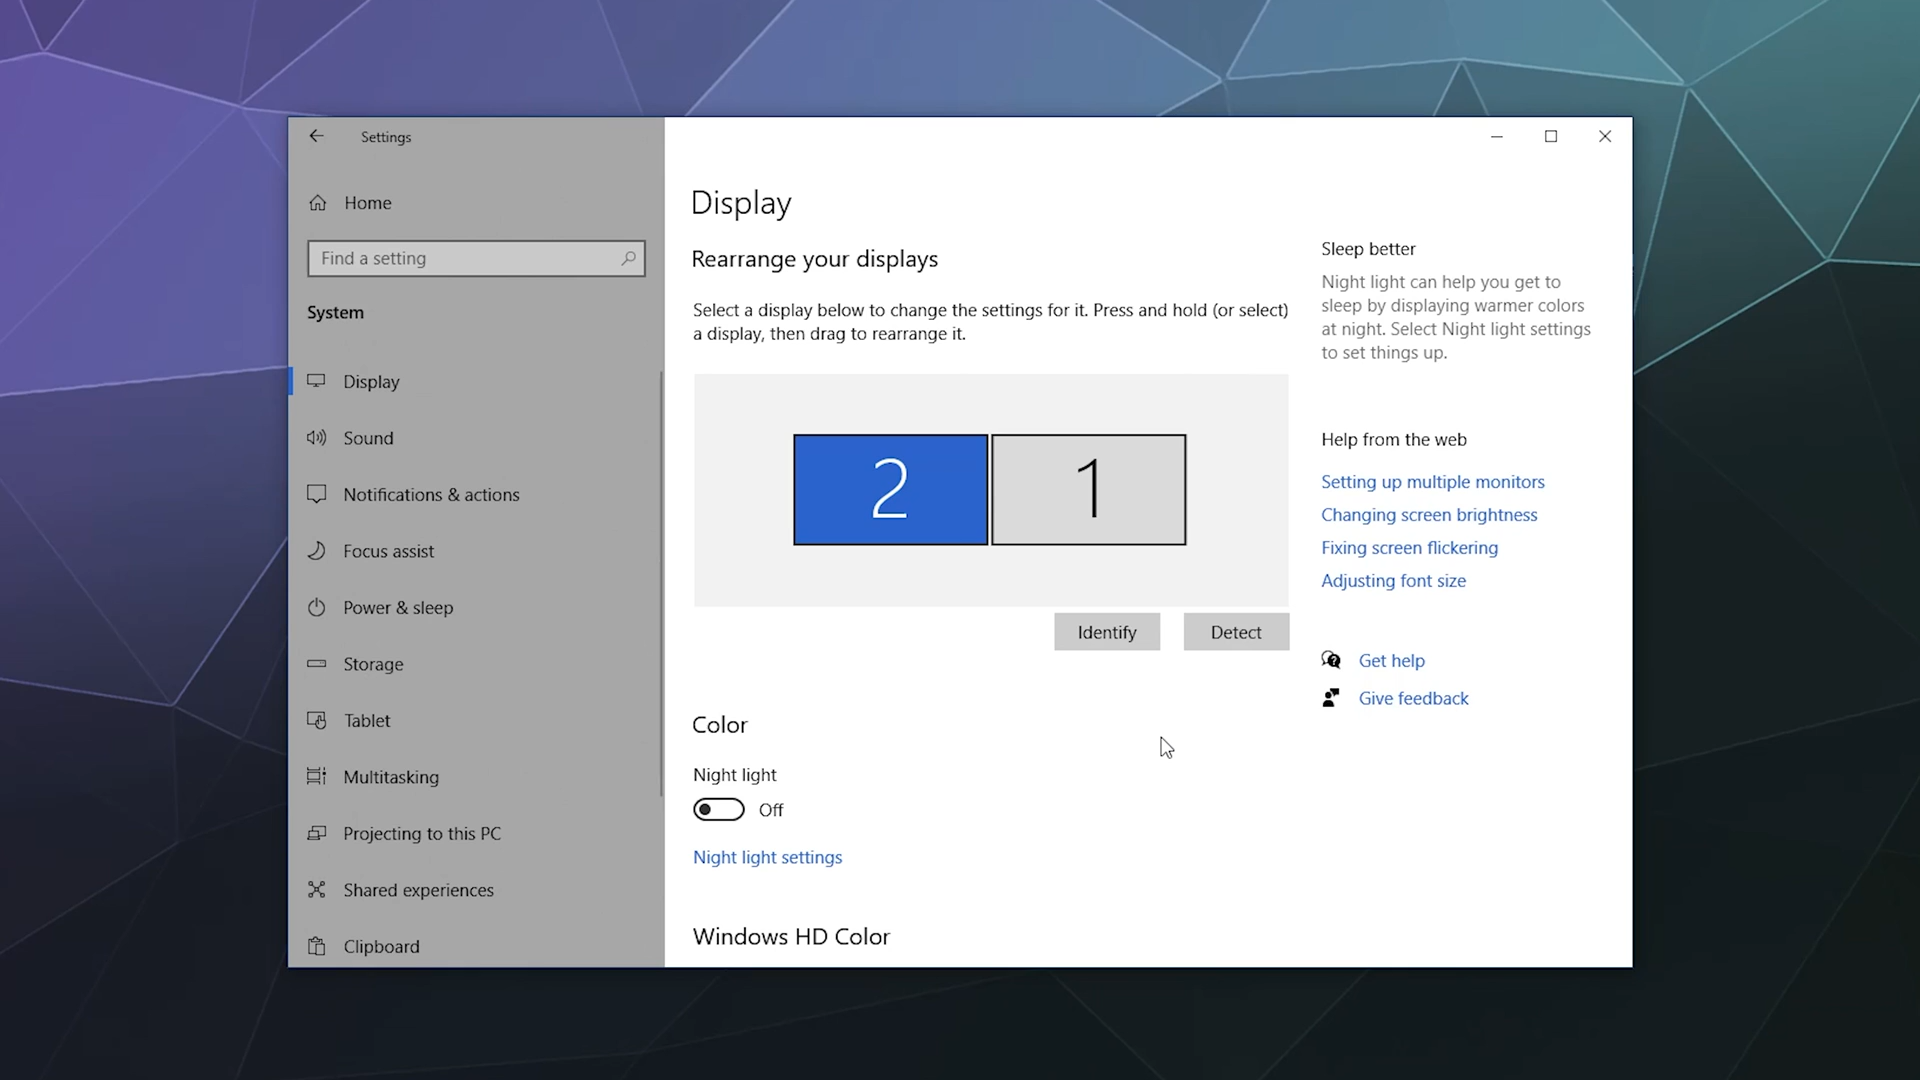 Settings
Home
Find a setting
System
Display
Sound
Notifications & actions
Focus assist
Power & sleep
Storage
Tablet
Multitasking
Projecting to this PC
Shared experiences
Clipboard
Display
Rearrange your displays
Select a display below to change the settings for it. Press and hold (or select)
a display, then drag to rearrange it.
2
1
Identify
Detect
Color
Night light
Off
Night light settings
Windows HD Color
Sleep better
Night light can help you get to
sleep by displaying warmer colors
at night. Select Night light settings
to set things up.
Help from the web
Setting up multiple monitors
Changing screen brightness
Fixing screen flickering
Adjusting font size
Get help
Give feedback